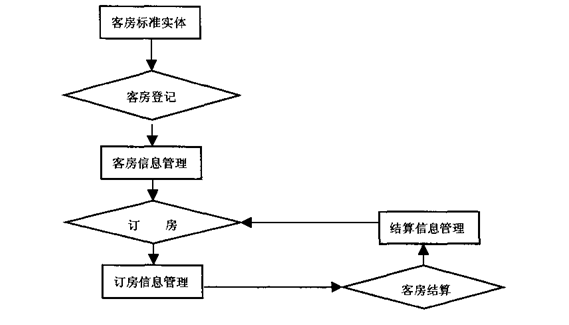 客房标准实体
客房登记
客房信息管理
订 房
结算信息管理
订房信息管理
客房结算